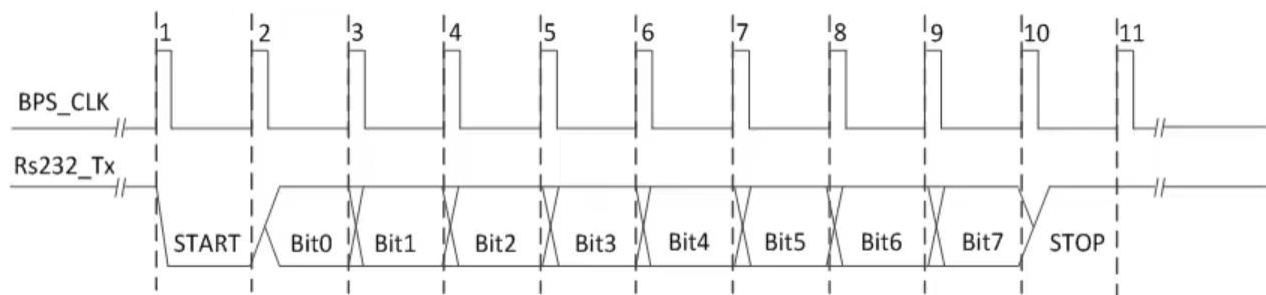 1 2 3 4 5 6 7 8 9 10 11
BPS_CLK
Rs232_Tx
START Bit0 Bit1 Bit2 Bit3 Bit4 Bit5 Bit6 Bit7 STOP